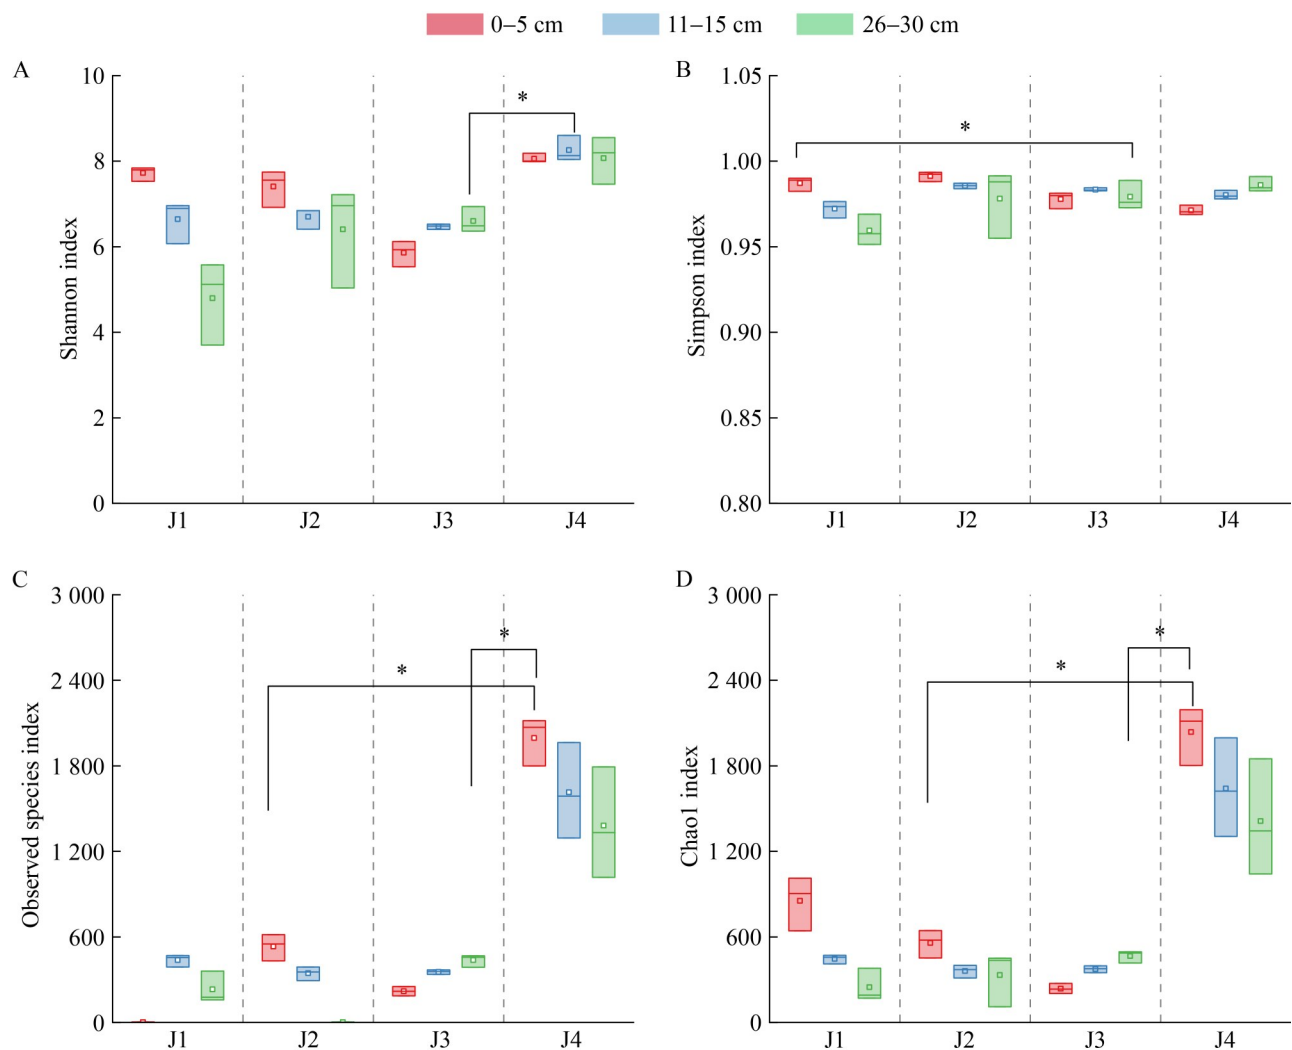 0–5 cm 11–15 cm 26–30 cm
A
10
8
6
4
2
0
Shannon index
*
J1 J2 J3 J4
B
1.05
1.00
0.95
0.90
0.85
0.80
Simpson index
*
J1 J2 J3 J4
C
3 000
2 400
1 800
1 200
600
0
Observed species index
*
*
J1 J2 J3 J4
D
3 000
2 400
1 800
1 200
600
0
Chao1 index
*
*
J1 J2 J3 J4